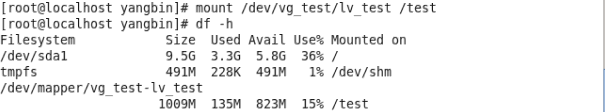 [root@localhost yangbin]# mount /dev/vg_test/lv_test /test
[root@localhost yangbin]# df -h
Filesystem            Size  Used Avail Use% Mounted on
/dev/sda1             9.5G  3.3G  5.8G  36% /
tmpfs                 491M  228K  491M   1% /dev/shm
/dev/mapper/vg_test-lv_test
                     1009M  135M  823M  15% /test